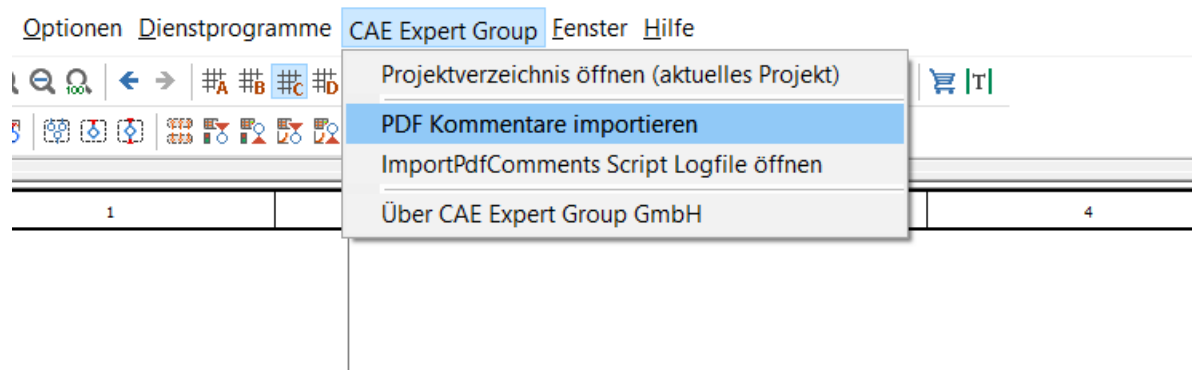 Optionen Dienstprogramme CAE Expert Group Fenster Hilfe
100 A B C D T
Projektverzeichnis öffnen (aktuelles Projekt)
PDF Kommentare importieren
ImportPdfComments Script Logfile öffnen
Über CAE Expert Group GmbH
1 4